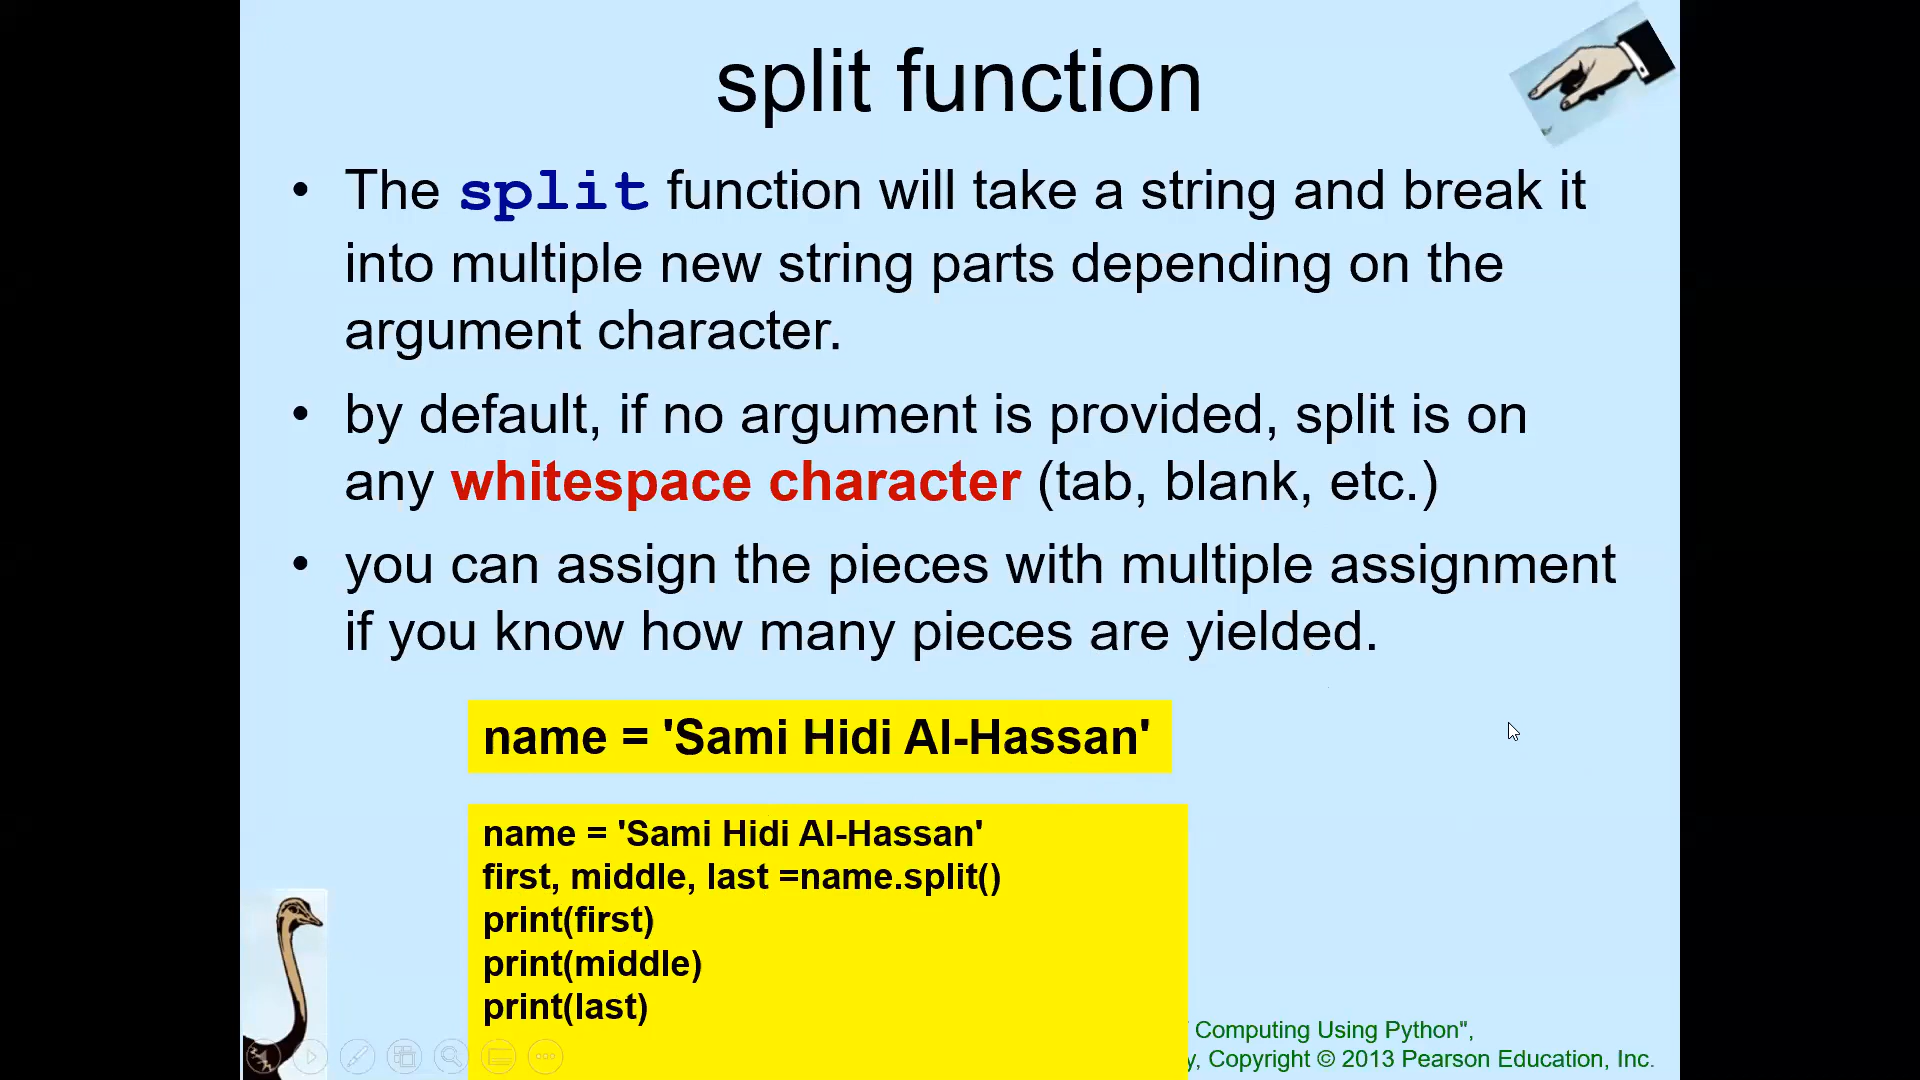 split function
• The split function will take a string and break it
into multiple new string parts depending on the
argument character.
• by default, if no argument is provided, split is on
any whitespace character (tab, blank, etc.)
• you can assign the pieces with multiple assignment
if you know how many pieces are yielded.
name = 'Sami Hidi Al-Hassan'
name = 'Sami Hidi Al-Hassan'
first, middle, last =name.split()
print(first)
print(middle)
print(last)
Computing Using Python",
, Copyright © 2013 Pearson Education, Inc.